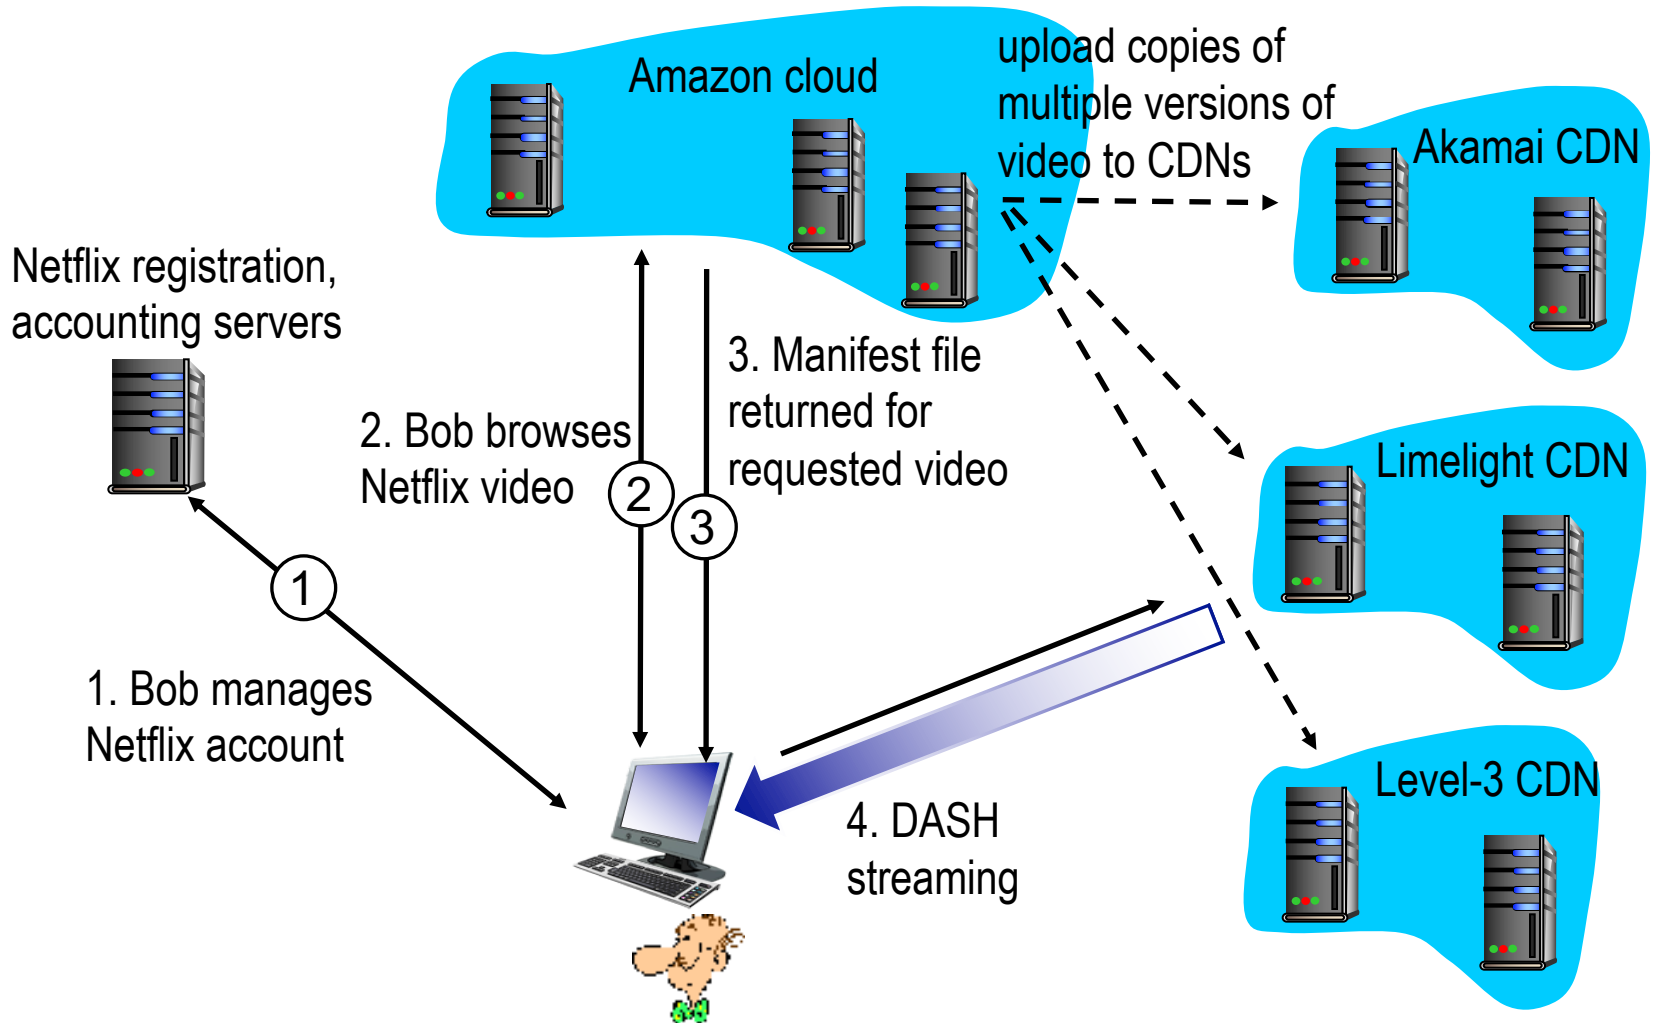 Amazon cloud
upload copies of
multiple versions of
video to CDNs
Akamai CDN
Netflix registration,
accounting servers
3. Manifest file
returned for
requested video
2. Bob browses
Netflix video
2
3
Limelight CDN
1
1. Bob manages
Netflix account
Level-3 CDN
4. DASH
streaming